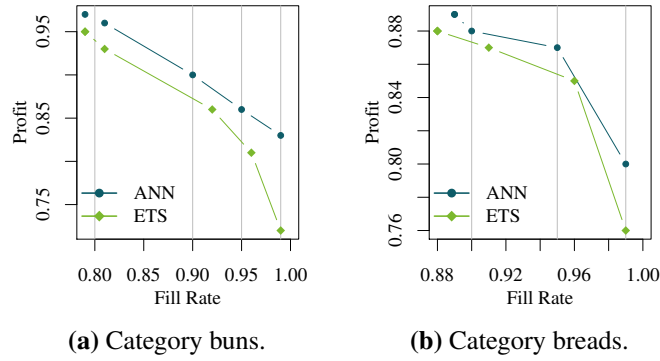 Profit
0.95
0.85
0.75
ANN
ETS
0.80 0.85 0.90 0.95 1.00
Fill Rate
(a) Category buns.
Profit
0.88
0.84
0.80
0.76
ANN
ETS
0.88 0.92 0.96 1.00
Fill Rate
(b) Category breads.